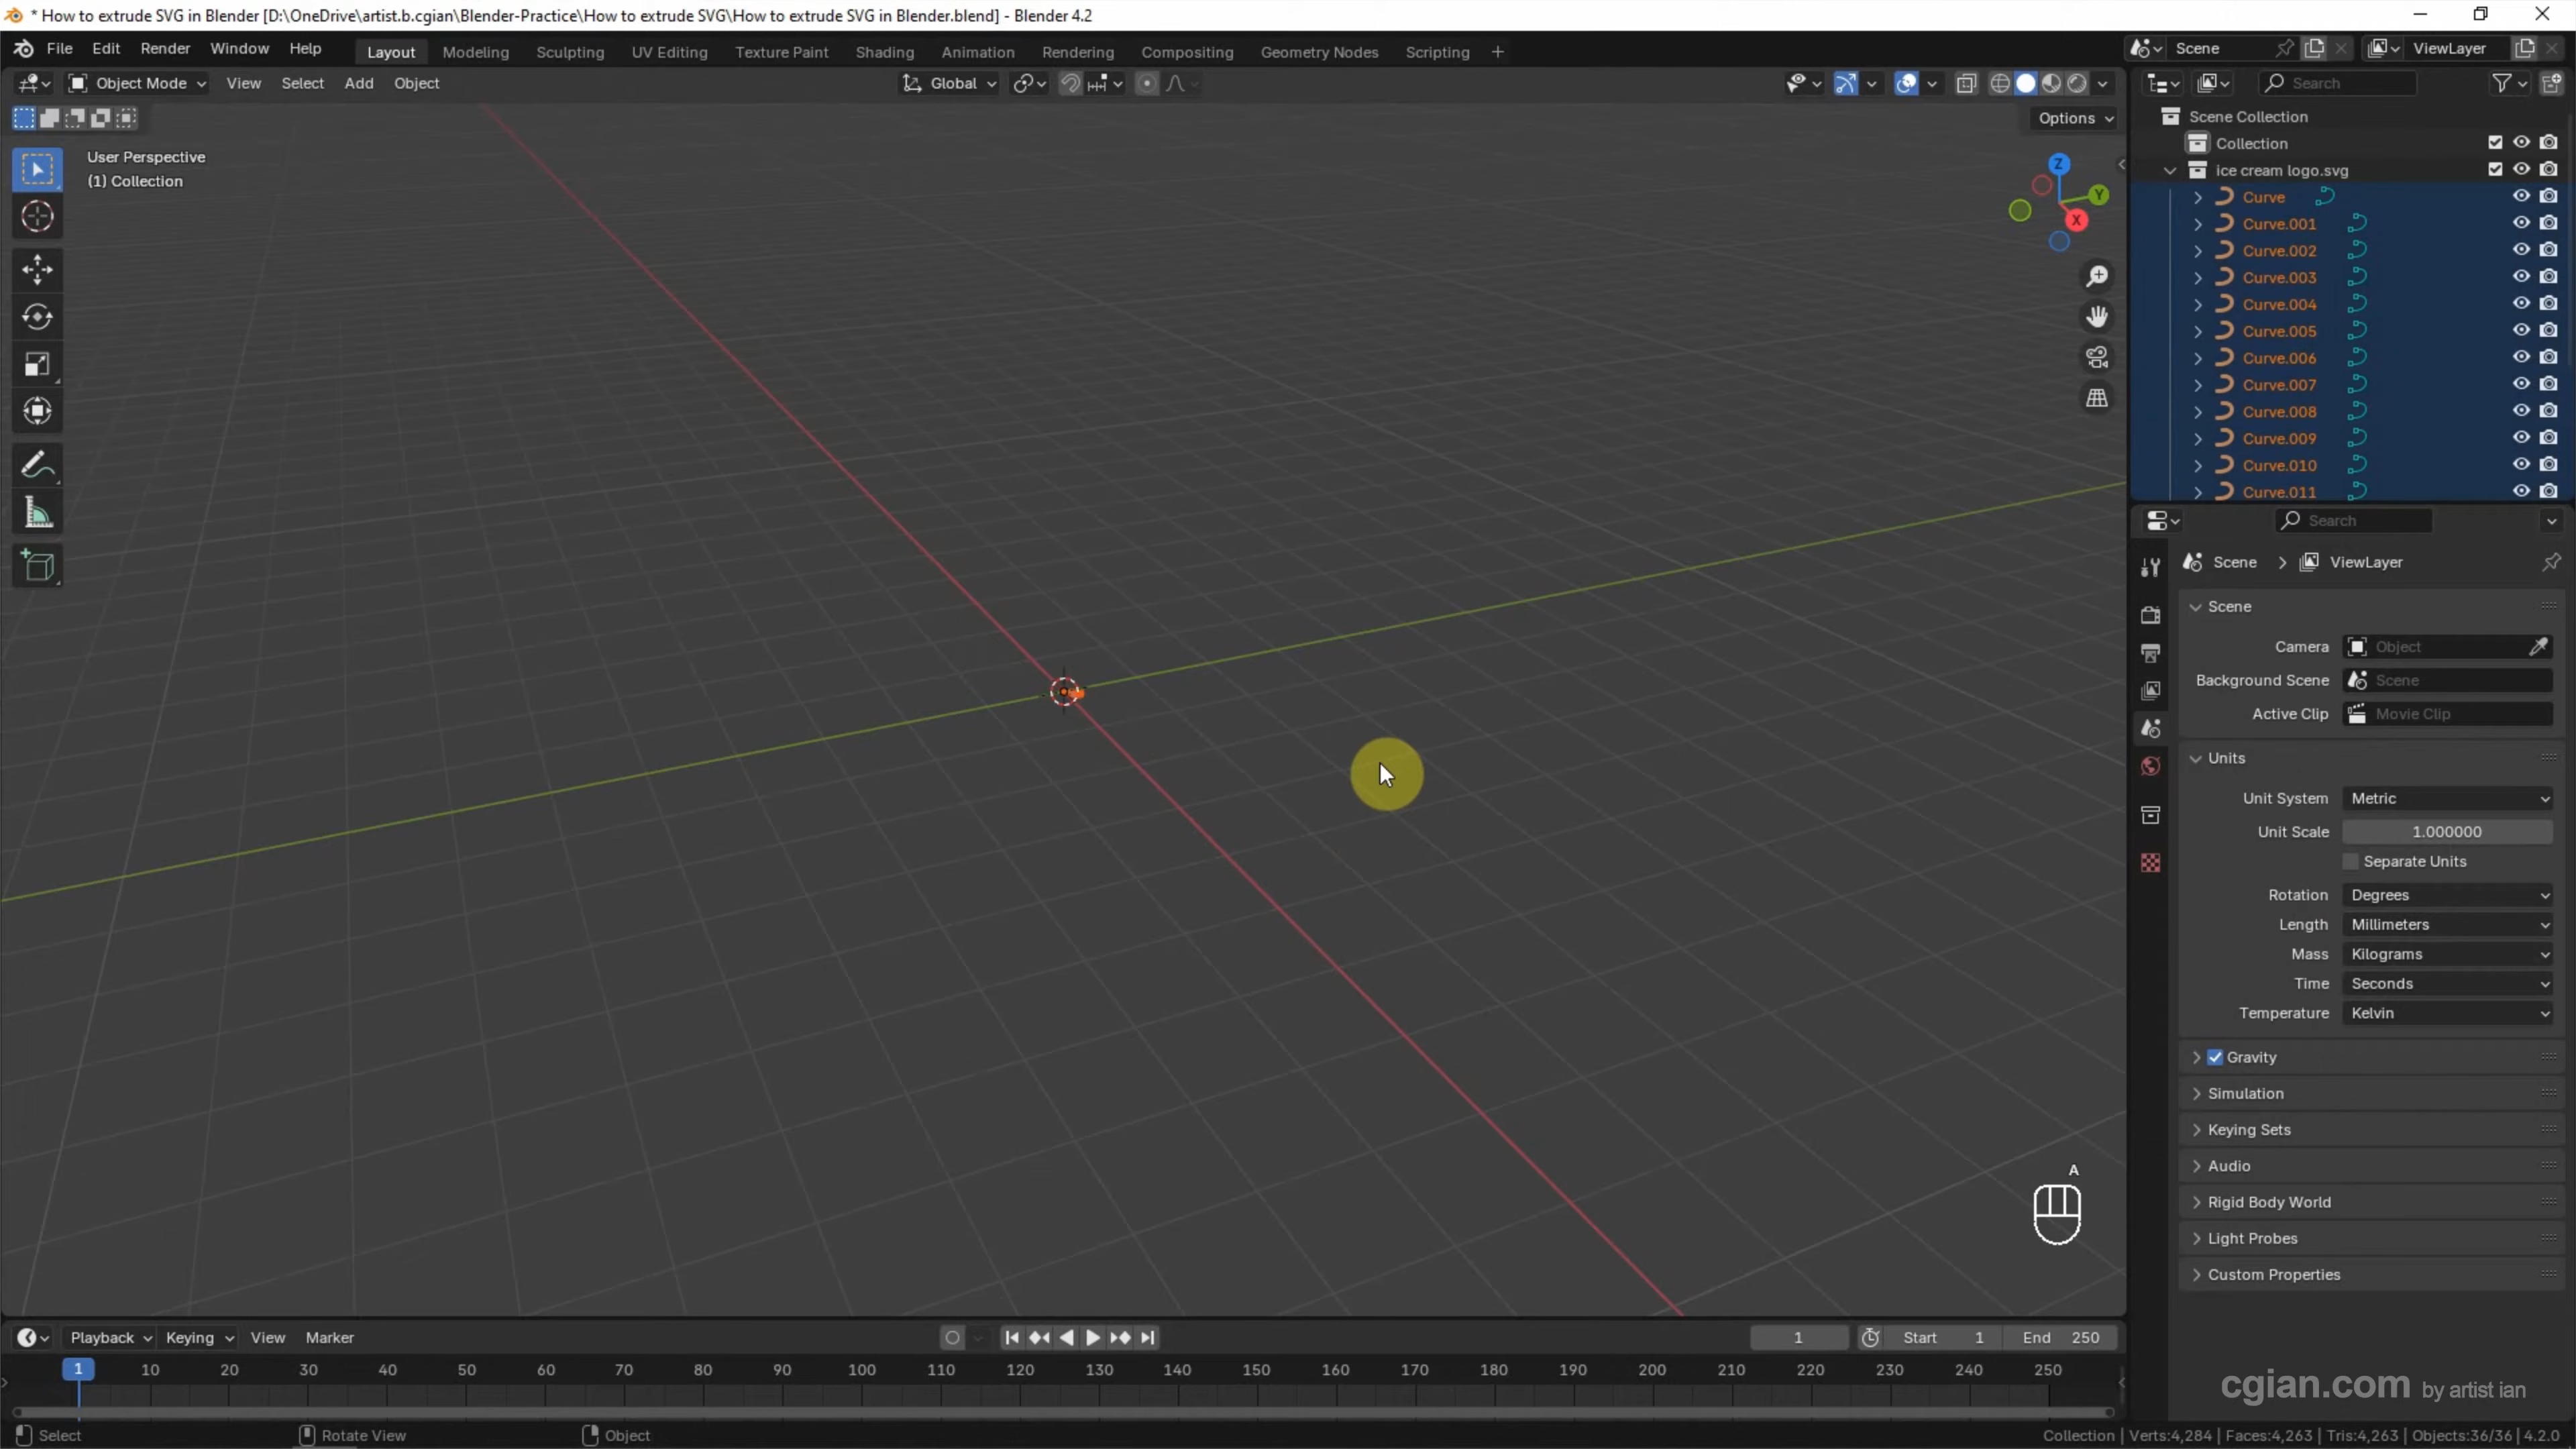 * How to extrude SVG in Blender [D:\OneDrive\artist.b.cgian\Blender-Practice\How to extrude SVG\How to extrude SVG in Blender.blend] - Blender 4.2
File Edit Render Window Help Layout Modeling Sculpting UV Editing Texture Paint Shading Animation Rendering Compositing Geometry Nodes Scripting + Scene ViewLayer
Object Mode View Select Add Object Global Search
Options
User Perspective
(1) Collection
Z
Y
X
Scene Collection
Collection
ice cream logo.svg
Curve
Curve.001
Curve.002
Curve.003
Curve.004
Curve.005
Curve.006
Curve.007
Curve.008
Curve.009
Curve.010
Curve.011
Search
Scene > ViewLayer
Scene
Camera Object
Background Scene Scene
Active Clip Movie Clip
Units
Unit System Metric
Unit Scale 1.000000
Separate Units
Rotation Degrees
Length Millimeters
Mass Kilograms
Time Seconds
Temperature Kelvin
Gravity
Simulation
Keying Sets
Audio
Rigid Body World
Light Probes
Custom Properties
A
Playback Keying View Marker 1 Start 1 End 250
1 10 20 30 40 50 60 70 80 90 100 110 120 130 140 150 160 170 180 190 200 210 220 230 240 250
cgian.com by artist ian
Select Rotate View Object Collection | Verts:4,284 | Faces:4,263 | Tris:4,263 | Objects:36/36 | 4.2.0